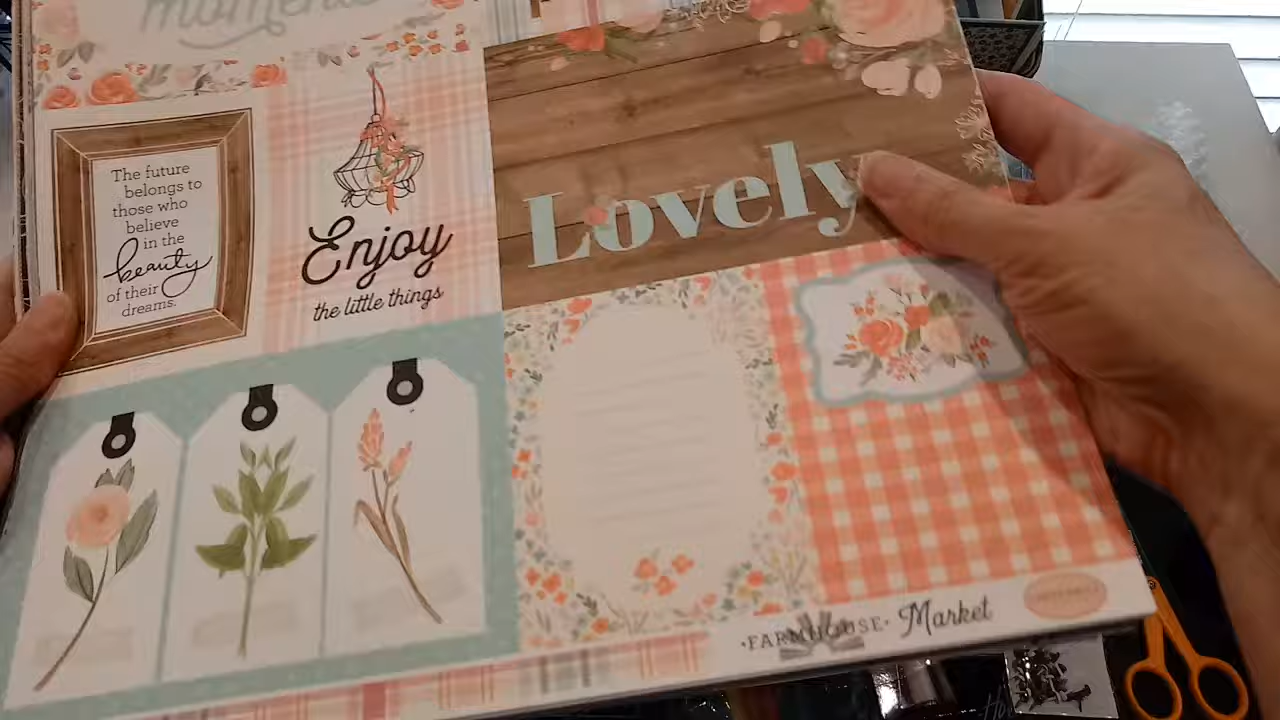 moments
Lovely
The future
belongs to
those who
believe
in the
beauty
of their
dreams.
Enjoy
the little things
•FARMHOUSE• Market